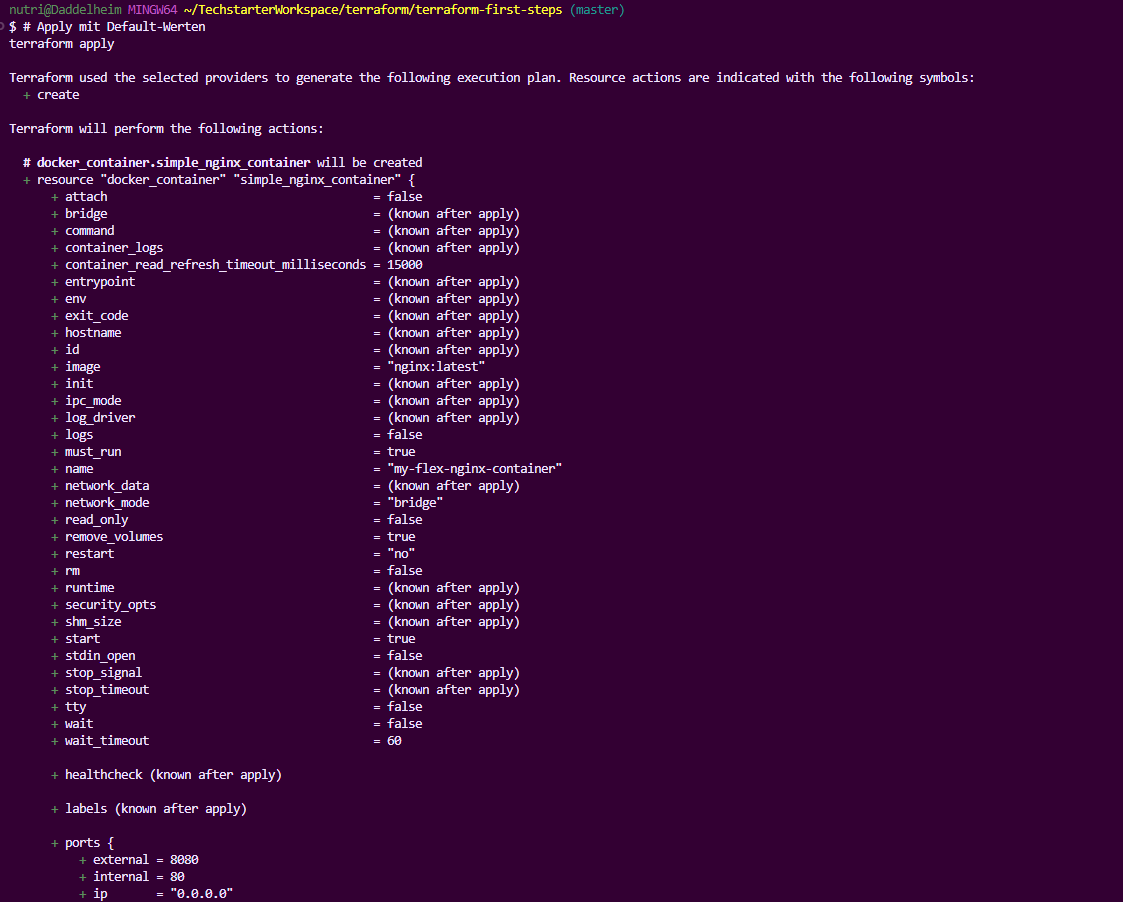 nutri@Daddelheim MINGW64 ~/TechstarterWorkspace/terraform/terraform-first-steps (master)
$ # Apply mit Default-Werten
terraform apply
Terraform used the selected providers to generate the following execution plan. Resource actions are indicated with the following symbols:
+ create
Terraform will perform the following actions:
# docker_container.simple_nginx_container will be created
+ resource "docker_container" "simple_nginx_container" {
+ attach = false
+ bridge = (known after apply)
+ command = (known after apply)
+ container_logs = (known after apply)
+ container_read_refresh_timeout_milliseconds = 15000
+ entrypoint = (known after apply)
+ env = (known after apply)
+ exit_code = (known after apply)
+ hostname = (known after apply)
+ id = (known after apply)
+ image = "nginx:latest"
+ init = (known after apply)
+ ipc_mode = (known after apply)
+ log_driver = (known after apply)
+ logs = false
+ must_run = true
+ name = "my-flex-nginx-container"
+ network_data = (known after apply)
+ network_mode = "bridge"
+ read_only = false
+ remove_volumes = true
+ restart = "no"
+ rm = false
+ runtime = (known after apply)
+ security_opts = (known after apply)
+ shm_size = (known after apply)
+ start = true
+ stdin_open = false
+ stop_signal = (known after apply)
+ stop_timeout = (known after apply)
+ tty = false
+ wait = false
+ wait_timeout = 60
+ healthcheck (known after apply)
+ labels (known after apply)
+ ports {
+ external = 8080
+ internal = 80
+ ip = "0.0.0.0"